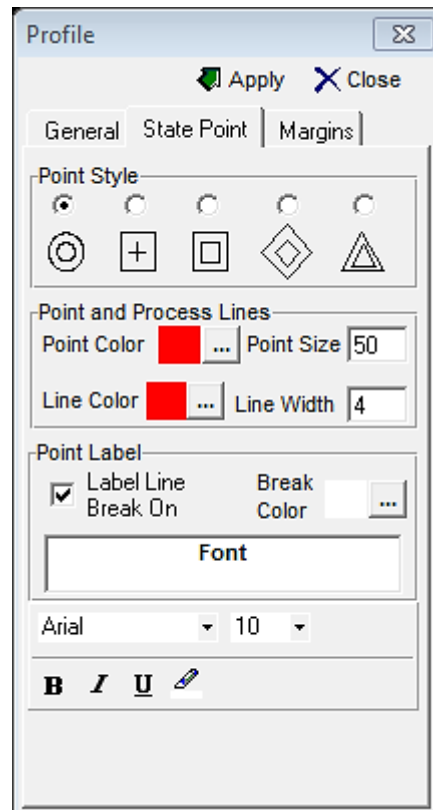 Profile
Apply Close
General State Point Margins
Point Style
Point and Process Lines
Point Color ... Point Size 50
Line Color ... Line Width 4
Point Label
Label Line Break
Break On Color ...
Font
Arial 10
B I U